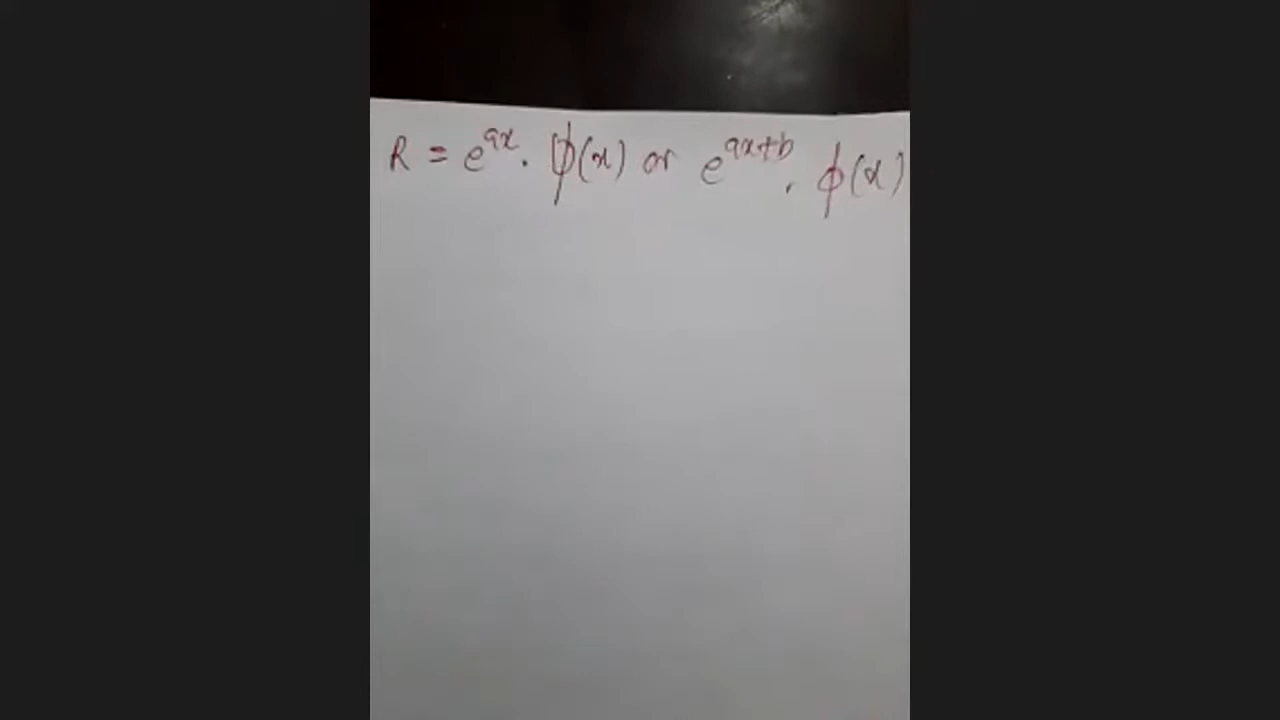 R = e^{ax} . ϕ(x) or e^{ax+b} . ϕ(x)